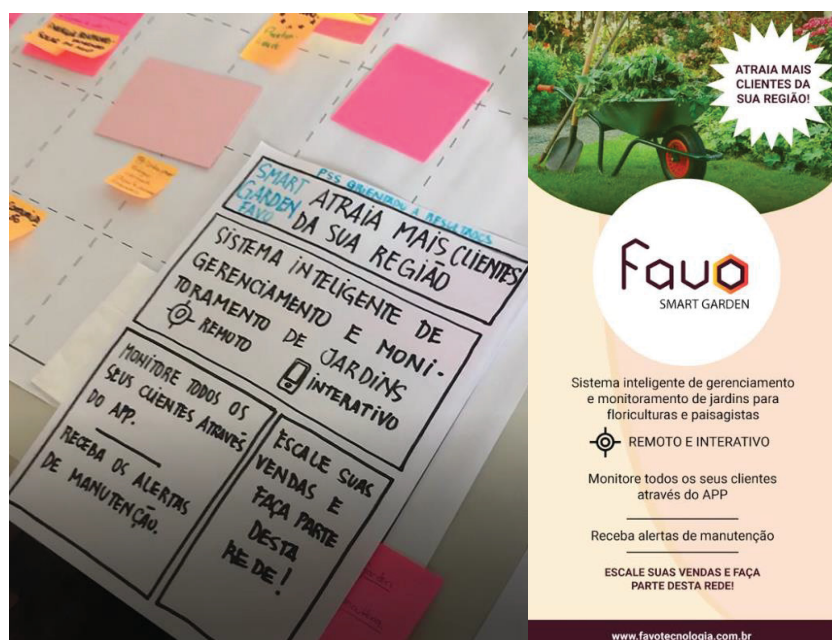 SMART
GARDEN
FAVO
PSS ORIENTADO A RESULTADOS
ATRAIA MAIS CLIENTES
DA SUA REGIÃO
SISTEMA INTELIGENTE DE
GERENCIAMENTO E MONI-
TORAMENTO DE JARDINS
REMOTO
INTERATIVO
MONITORE TODOS OS
SEUS CLIENTES ATRAVÉS
DO APP.
RECEBA OS ALERTAS
DE MANUTENÇÃO.
ESCALE SUAS
VENDAS E
FAÇA PARTE
DESTA
REDE!
ATRAIA MAIS
CLIENTES DA
SUA REGIÃO!
Favo
SMART GARDEN
Sistema inteligente de gerenciamento
e monitoramento de jardins para
floriculturas e paisagistas
REMOTO E INTERATIVO
Monitore todos os seus clientes
através do APP
Receba alertas de manutenção
ESCALE SUAS VENDAS E FAÇA
PARTE DESTA REDE!
www.favotecnologia.com.br